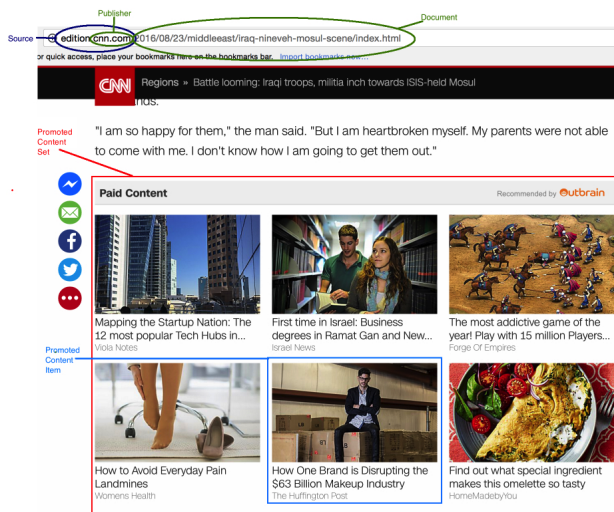 Publisher
Document
Source
edition.cnn.com/2016/08/23/middleeast/iraq-nineveh-mosul-scene/index.html
or quick access, place your bookmarks here on the bookmarks bar. Import bookmarks now...
CNN
Regions » Battle looming: Iraqi troops, militia inch towards ISIS-held Mosul
Promoted
Content
Set
"I am so happy for them," the man said. "But I am heartbroken myself. My parents were not able
to come with me. I don't know how I am going to get them out."
Paid Content
Recommended by Outbrain
Mapping the Startup Nation: The
12 most popular Tech Hubs in...
Viola Notes
First time in Israel: Business
degrees in Ramat Gan and New...
Israel News
The most addictive game of the
year! Play with 15 million Players...
Forge Of Empires
Promoted
Content
Item
How to Avoid Everyday Pain
Landmines
Womens Health
How One Brand is Disrupting the
$63 Billion Makeup Industry
The Huffington Post
Find out what special ingredient
makes this omelette so tasty
HomeMadebyYou